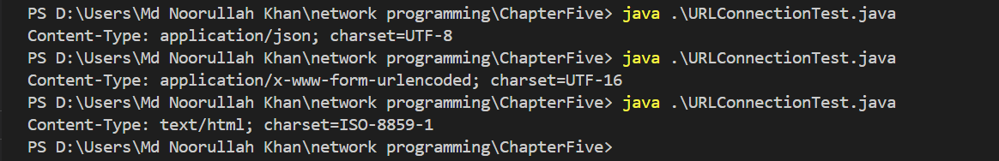 PS D:\Users\Md Noorullah Khan\network programming\ChapterFive> java .\URLConnectionTest.java
Content-Type: application/json; charset=UTF-8
PS D:\Users\Md Noorullah Khan\network programming\ChapterFive> java .\URLConnectionTest.java
Content-Type: application/x-www-form-urlencoded; charset=UTF-16
PS D:\Users\Md Noorullah Khan\network programming\ChapterFive> java .\URLConnectionTest.java
Content-Type: text/html; charset=ISO-8859-1
PS D:\Users\Md Noorullah Khan\network programming\ChapterFive>